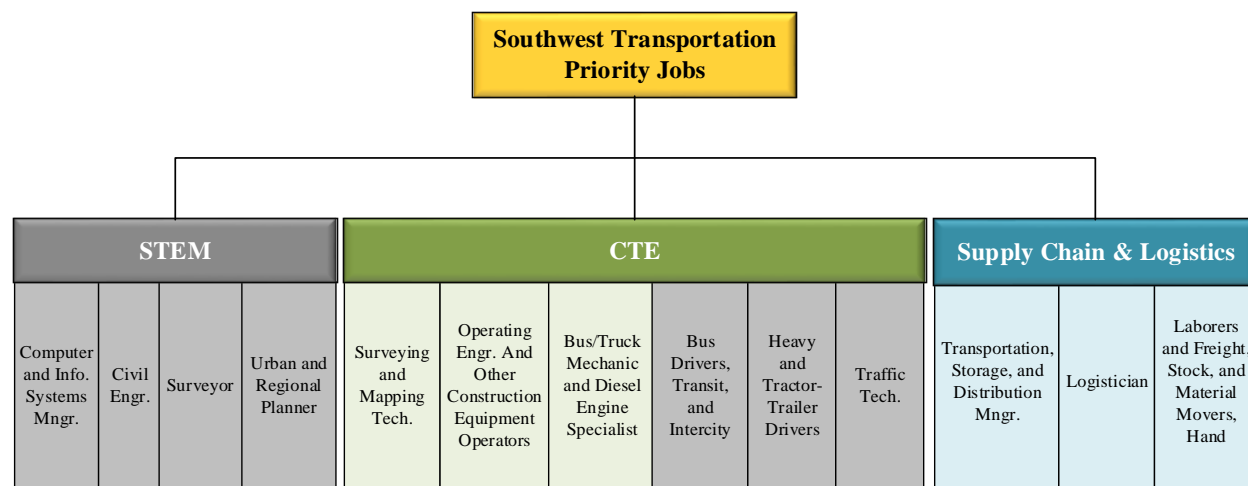 Southwest Transportation
Priority Jobs
STEM
CTE
Supply Chain & Logistics
Computer
and Info.
Systems
Mngr.
Civil
Engr.
Surveyor
Urban and
Regional
Planner
Surveying
and
Mapping
Tech.
Operating
Engr. And
Other
Construction
Equipment
Operators
Bus/Truck
Mechanic
and Diesel
Engine
Specialist
Bus
Drivers,
Transit,
and
Intercity
Heavy
and
Tractor-
Trailer
Drivers
Traffic
Tech.
Transportation,
Storage, and
Distribution
Mngr.
Logistician
Laborers
and Freight,
Stock, and
Material
Movers,
Hand